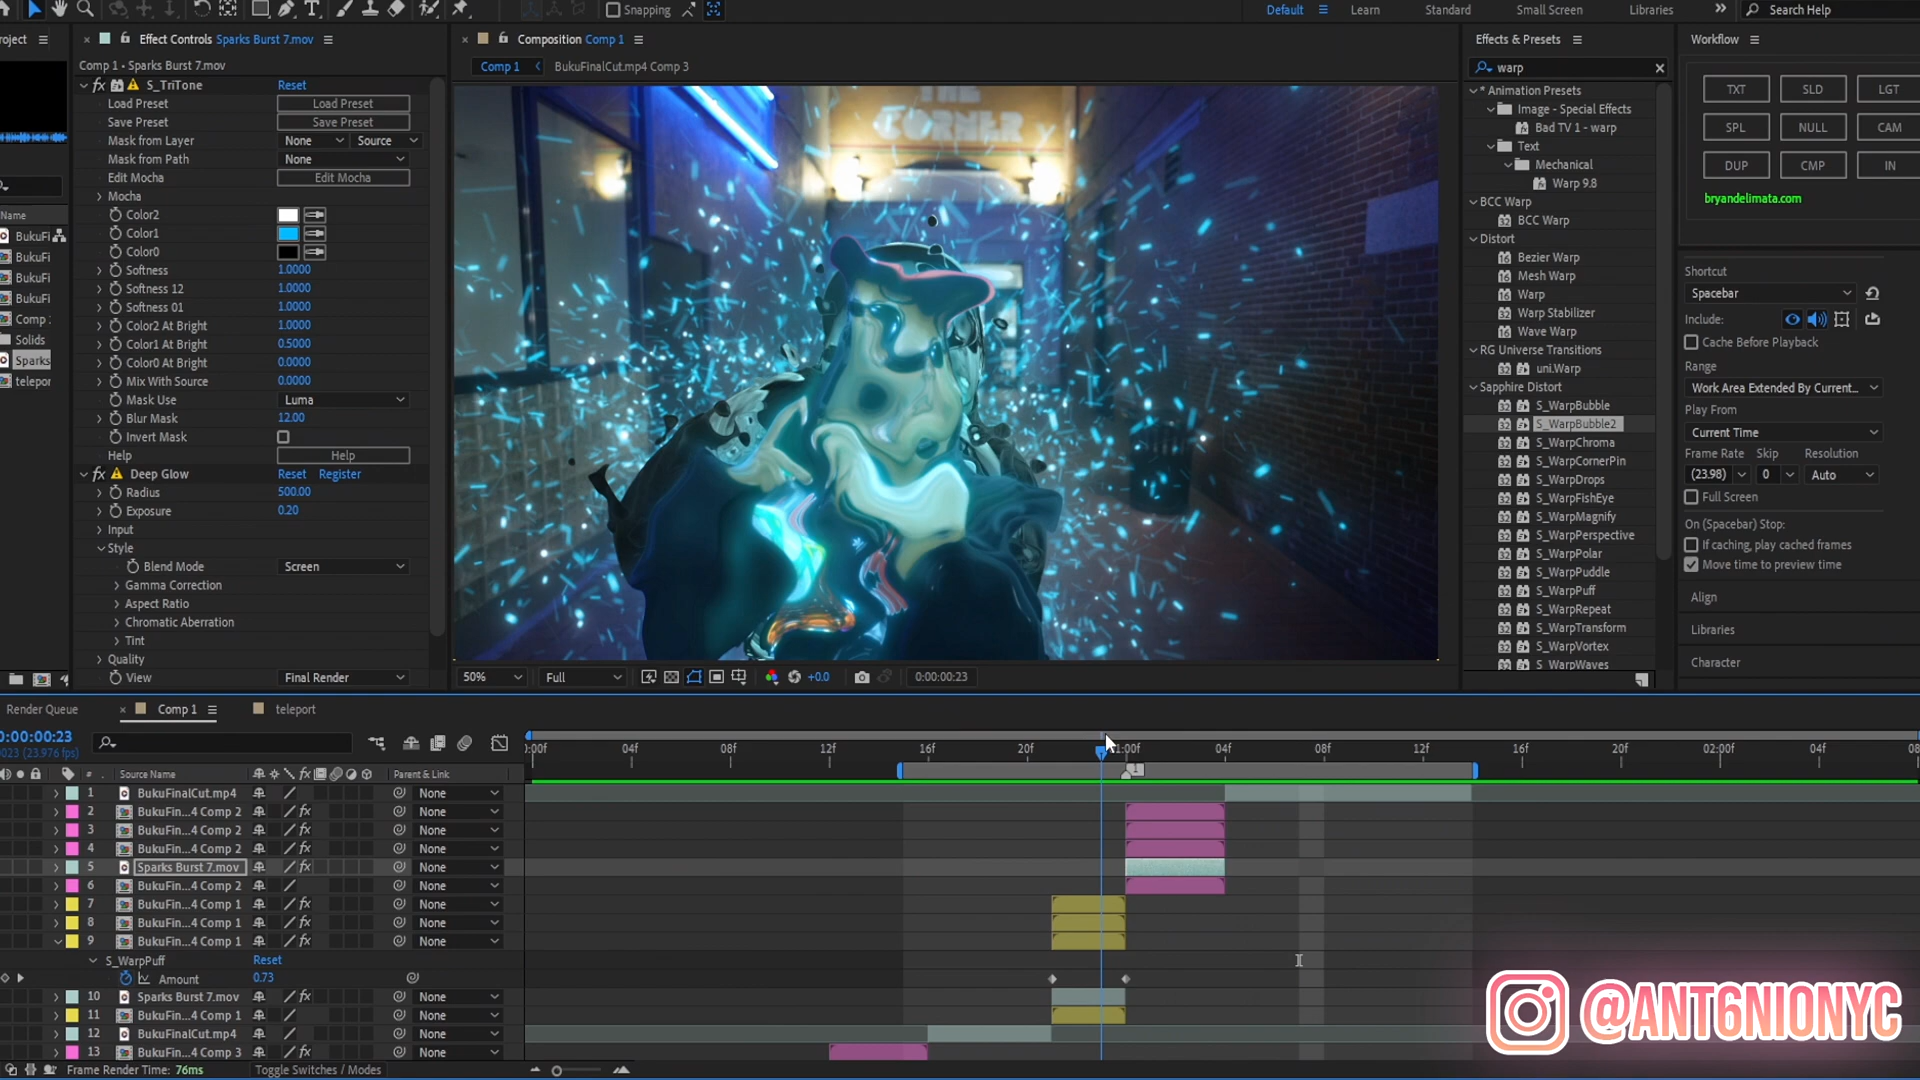 Snapping
Default
Learn
Standard
Small Screen
Libraries
Search Help
roject
Effect Controls Sparks Burst 7.mov
Composition Comp 1
Effects & Presets
Workflow
Comp 1 • Sparks Burst 7.mov
Comp 1
BukuFinalCut.mp4 Comp 3
warp
S_TriTone
Reset
Load Preset
Load Preset
Save Preset
Save Preset
Mask from Layer
None
Source
Mask from Path
None
Edit Mocha
Edit Mocha
Mocha
Color2
Color1
Color0
Softness
1.0000
Softness 12
1.0000
Softness 01
1.0000
Color2 At Bright
1.0000
Color1 At Bright
0.5000
Color0 At Bright
0.0000
Mix With Source
0.0000
Mask Use
Luma
Blur Mask
12.00
Invert Mask
Help
Help
Deep Glow
Reset
Register
Radius
500.00
Exposure
0.20
Input
Style
Blend Mode
Screen
Gamma Correction
Aspect Ratio
Chromatic Aberration
Tint
Quality
View
Final Render
Name
BukuFi
BukuFi
BukuFi
BukuFi
Comp
Solids
Sparks
telepor
THE
CORNER
50%
Full
+0.0
0:00:00:23
* Animation Presets
Image - Special Effects
Bad TV 1 - warp
Text
Mechanical
Warp 9.8
BCC Warp
BCC Warp
Distort
Bezier Warp
Mesh Warp
Warp
Warp Stabilizer
Wave Warp
RG Universe Transitions
uni.Warp
Sapphire Distort
S_WarpBubble
S_WarpBubble2
S_WarpChroma
S_WarpCornerPin
S_WarpDrops
S_WarpFishEye
S_WarpMagnify
S_WarpPerspective
S_WarpPolar
S_WarpPuddle
S_WarpPuff
S_WarpRepeat
S_WarpTransform
S_WarpVortex
S_WarpWaves
TXT
SLD
LGT
SPL
NULL
CAM
DUP
CMP
IN
bryandelimata.com
Shortcut
Spacebar
Include:
Cache Before Playback
Range
Work Area Extended By Current...
Play From
Current Time
Frame Rate
Skip
Resolution
(23.98)
0
Auto
Full Screen
On (Spacebar) Stop:
If caching, play cached frames
Move time to preview time
Align
Libraries
Character
Render Queue
Comp 1
teleport
0:00:00:23
023 (23.976 fps)
):00f
04f
08f
12f
16f
20f
1:00f
04f
08f
12f
16f
20f
02:00f
04f
08
#
Source Name
Parent & Link
1
1 BukuFinalCut.mp4 None
2 BukuFin...4 Comp 2 None
3 BukuFin...4 Comp 2 None
4 BukuFin...4 Comp 2 None
5 Sparks Burst 7.mov None
6 BukuFin...4 Comp 2 None
7 BukuFin...4 Comp 1 None
8 BukuFin...4 Comp 1 None
9 BukuFin...4 Comp 1 None
S_WarpPuff
Reset
Amount
0.73
10 Sparks Burst 7.mov None
11 BukuFin...4 Comp 1 None
12 BukuFinalCut.mp4 None
13 BukuFin...4 Comp 3 None
Frame Render Time: 76ms
Toggle Switches / Modes
@ANT6NIONYC